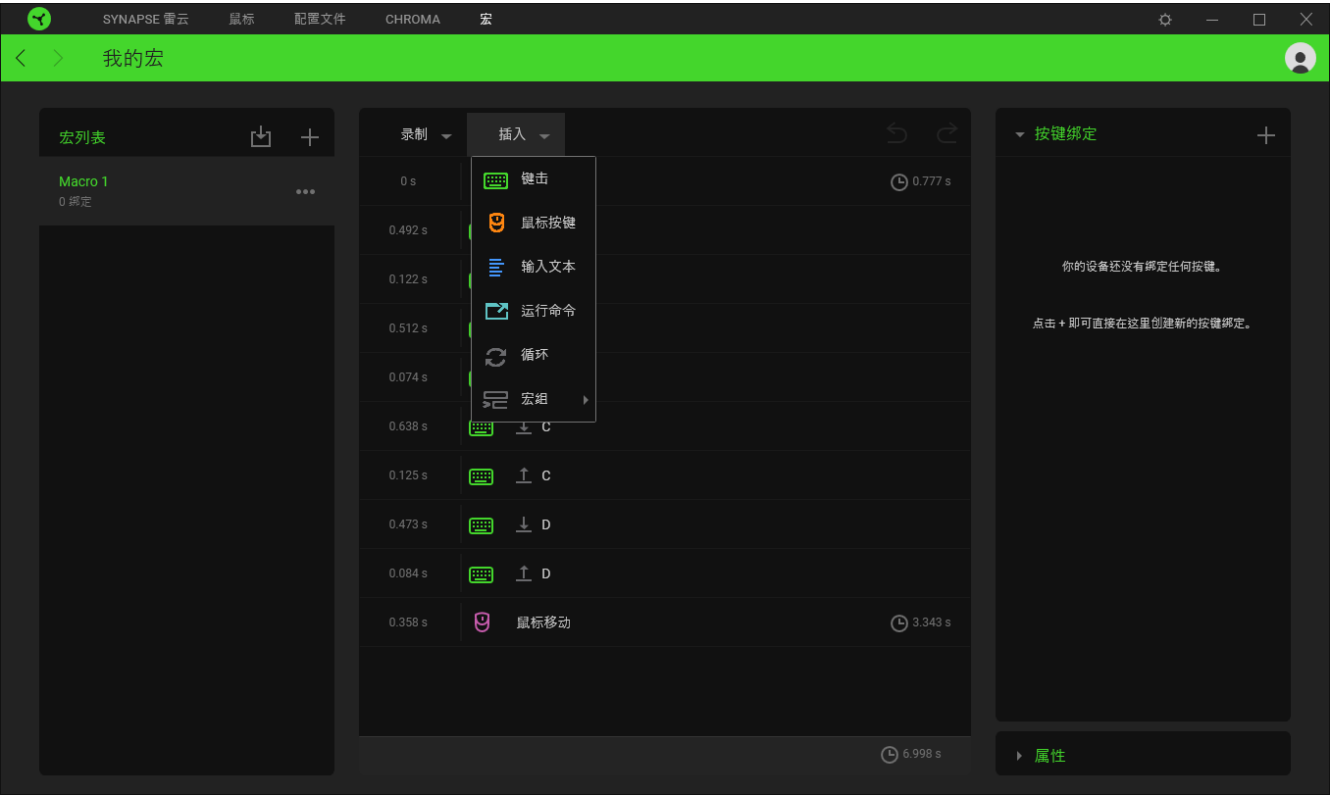 SYNAPSE 雷云 鼠标 配置文件 CHROMA 宏
我的宏
宏列表
Macro 1
0 绑定
录制 插入
0 s 0.777 s
键击
鼠标按键
0.492 s
输入文本
0.122 s
运行命令
0.512 s
循环
0.074 s
宏组
0.638 s C
0.125 s C
0.473 s D
0.084 s D
0.358 s 鼠标移动 3.343 s
6.998 s
按键绑定
你的设备还没有绑定任何按键。
点击 + 即可直接在这里创建新的按键绑定。
属性